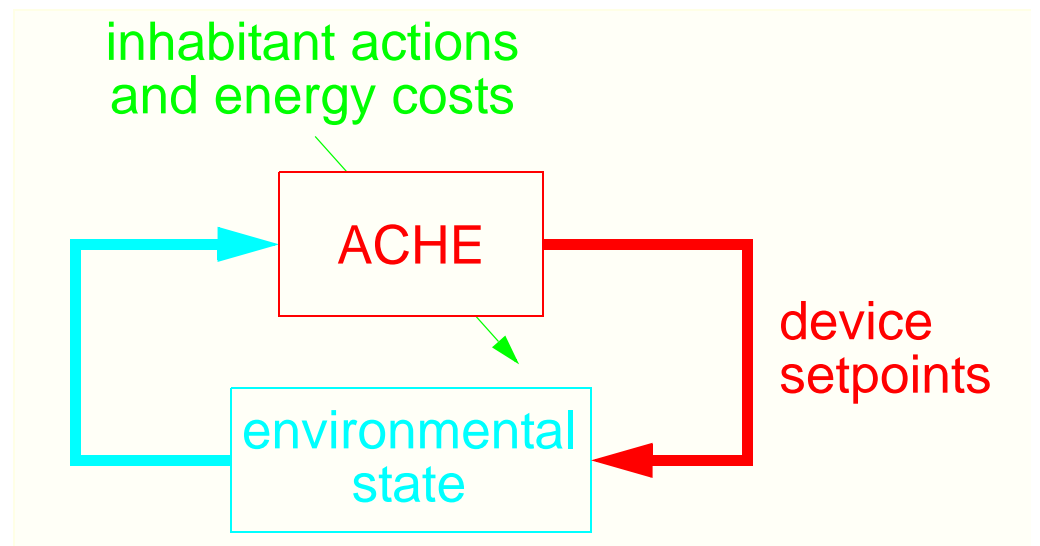 inhabitant actions
and energy costs
ACHE
device
setpoints
environmental
state